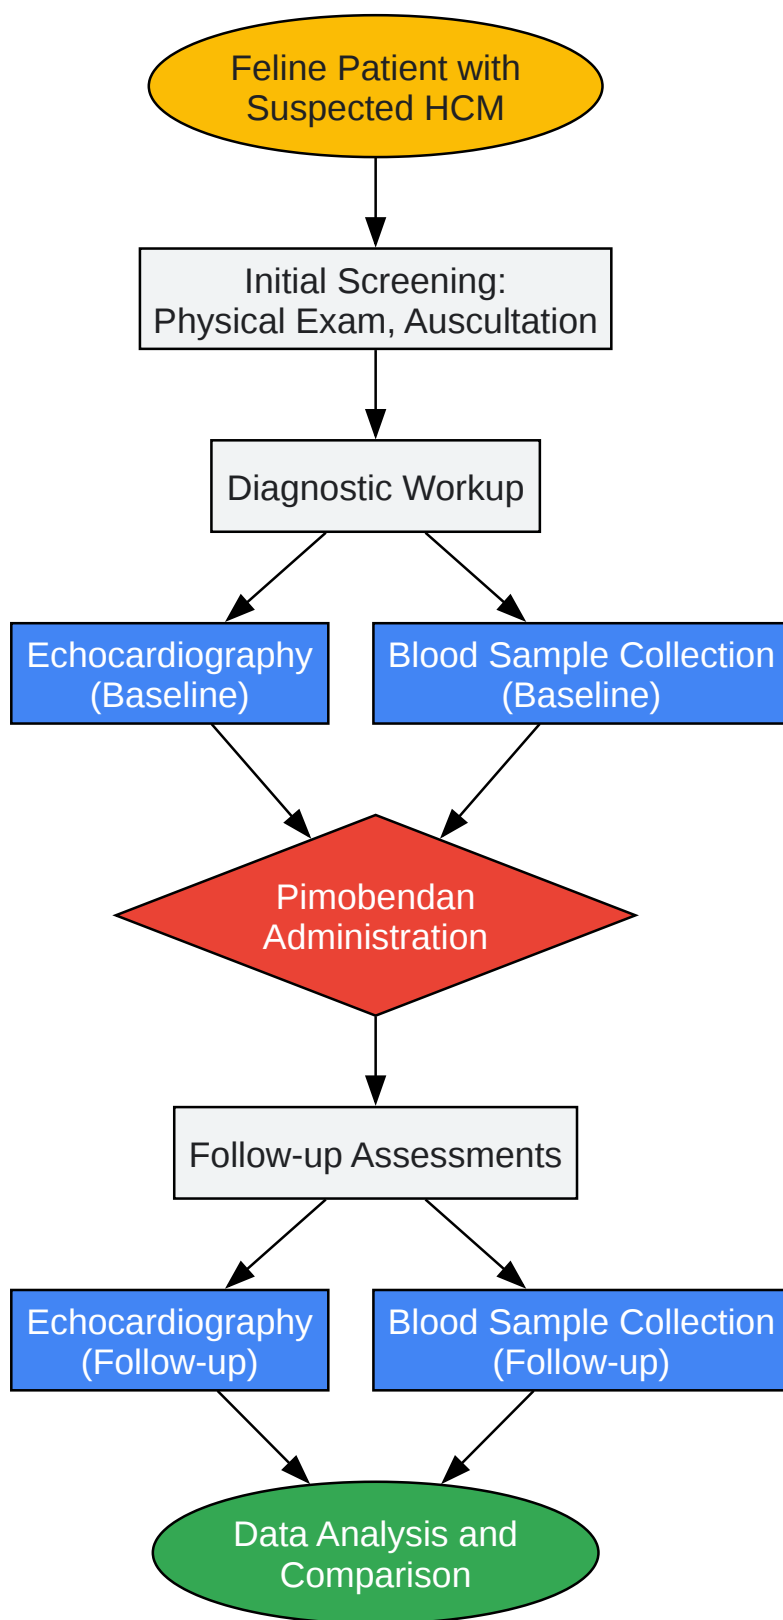 Feline Patient with
Suspected HCM
Initial Screening:
Physical Exam, Auscultation
Diagnostic Workup
Echocardiography
(Baseline)
Blood Sample Collection
(Baseline)
Pimobendan
Administration
Follow-up Assessments
Echocardiography
(Follow-up)
Blood Sample Collection
(Follow-up)
Data Analysis and
Comparison